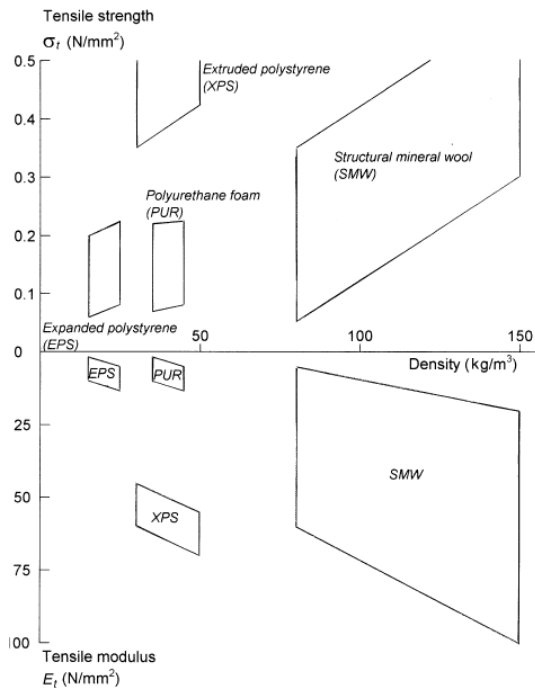 Tensile strength
σt (N/mm²)
0.5
Extruded polystyrene
(XPS)
0.4
Structural mineral wool
(SMW)
0.3
Polyurethane foam
(PUR)
0.2
0.1
Expanded polystyrene
(EPS)
50
100
150
0
Density (kg/m³)
EPS
PUR
25
SMW
50
XPS
75
100
Tensile modulus
Et (N/mm²)